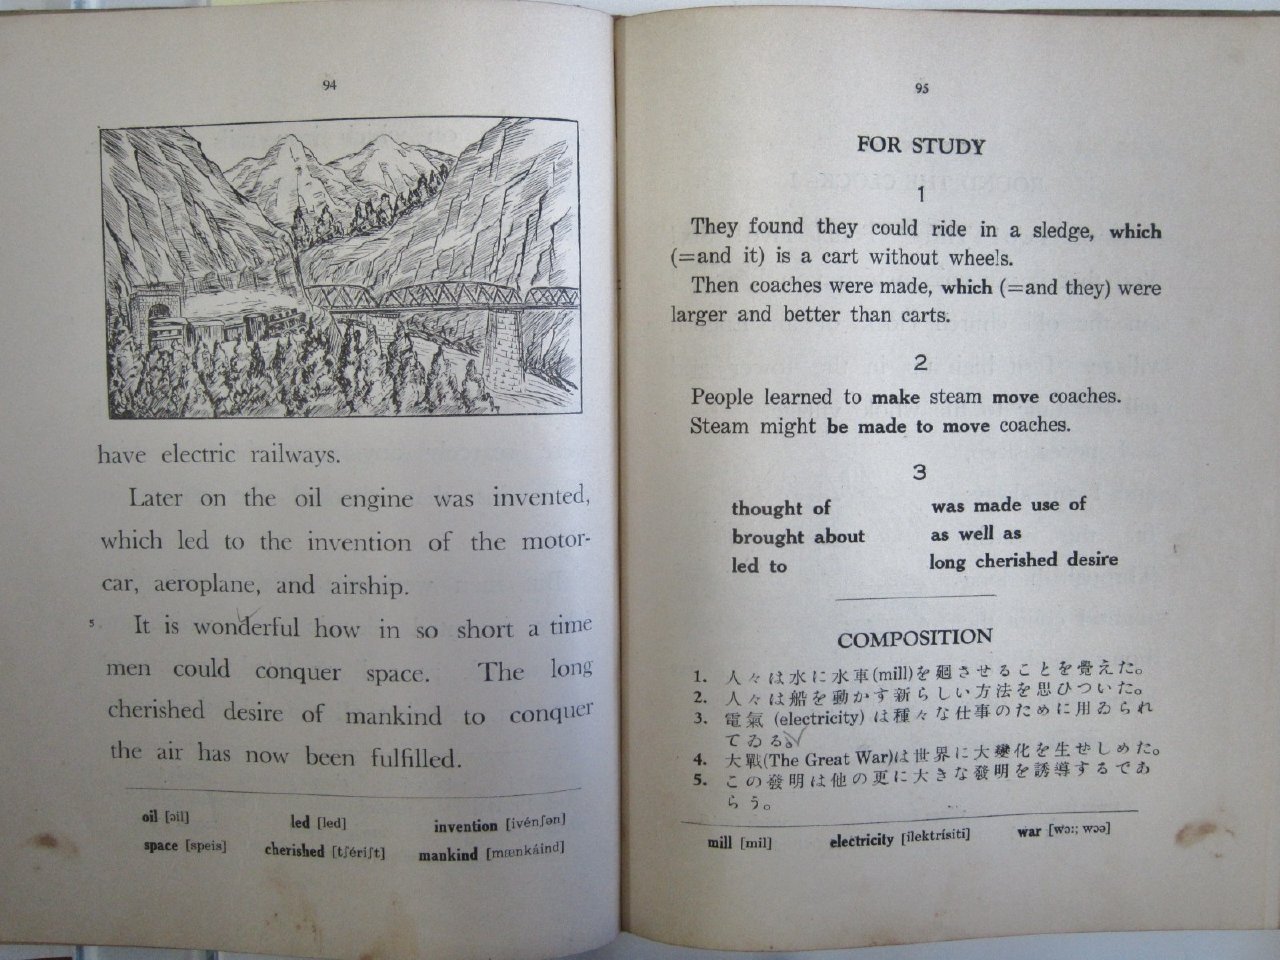 94
have electric railways.
Later on the oil engine was invented,
which led to the invention of the motor-
car, aeroplane, and airship.
5 It is wonderful how in so short a time
men could conquer space. The long
cherished desire of mankind to conquer
the air has now been fulfilled.
oil [ɔil] led [led] invention [invénʃən]
space [speis] cherished [tʃériʃt] mankind [mænkáind]
95
FOR STUDY
1
They found they could ride in a sledge, which
(=and it) is a cart without wheels.
Then coaches were made, which (=and they) were
larger and better than carts.
2
People learned to make steam move coaches.
Steam might be made to move coaches.
3
thought of was made use of
brought about as well as
led to long cherished desire
COMPOSITION
1. 人々は水に水車(mill)を廻させることを覺えた。
2. 人々は船を動かす新らしい方法を思ひついた。
3. 電氣 (electricity) は種々な仕事のために用ゐられ
てゐる。
4. 大戰(The Great War)は世界に大變化を生せしめた。
5. この發明は他の更に大きな發明を誘導するであ
らう。
mill [mil] electricity [ilektrísiti] war [wɔː; wɔə]